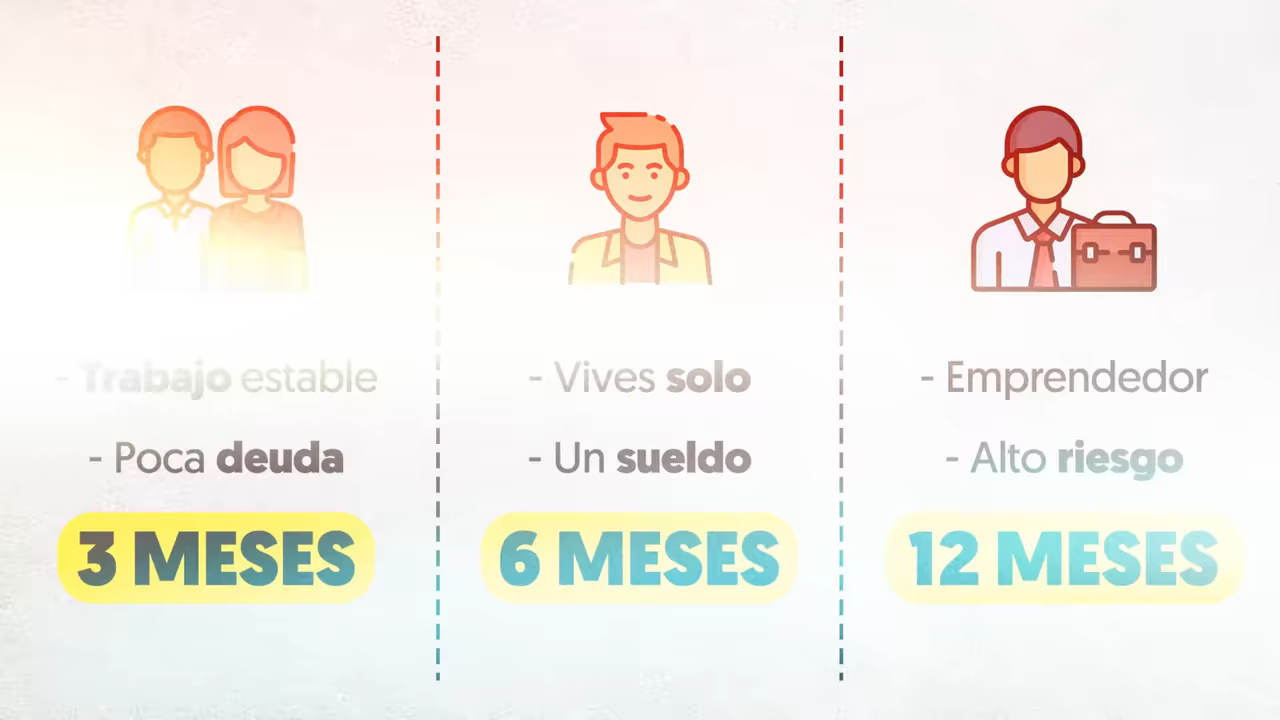 - Trabajo estable
- Poca deuda
3 MESES
- Vives solo
- Un sueldo
6 MESES
- Emprendedor
- Alto riesgo
12 MESES